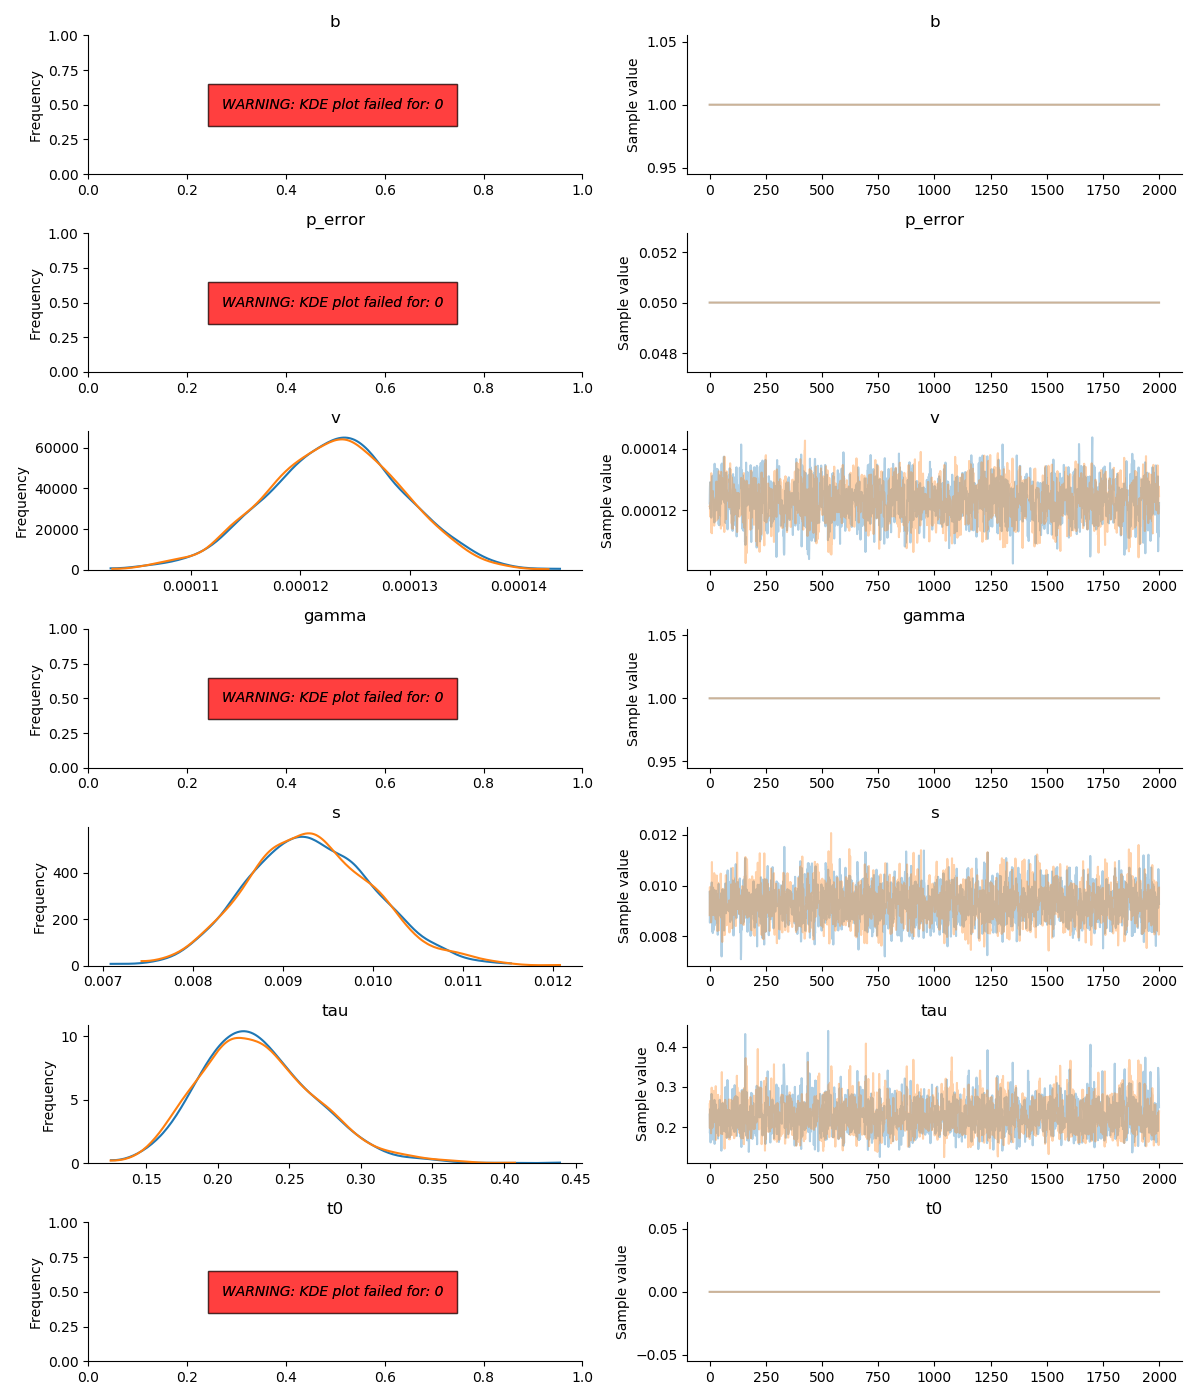 b
1.00
0.75
0.50
0.25
0.00
Frequency
WARNING: KDE plot failed for: 0
0.0 0.2 0.4 0.6 0.8 1.0
b
1.05
1.00
0.95
Sample value
0 250 500 750 1000 1250 1500 1750 2000
p_error
1.00
0.75
0.50
0.25
0.00
Frequency
WARNING: KDE plot failed for: 0
0.0 0.2 0.4 0.6 0.8 1.0
p_error
0.052
0.050
0.048
Sample value
0 250 500 750 1000 1250 1500 1750 2000
v
60000
40000
20000
0
Frequency
0.00011 0.00012 0.00013 0.00014
v
0.00014
0.00012
Sample value
0 250 500 750 1000 1250 1500 1750 2000
gamma
1.00
0.75
0.50
0.25
0.00
Frequency
WARNING: KDE plot failed for: 0
0.0 0.2 0.4 0.6 0.8 1.0
gamma
1.05
1.00
0.95
Sample value
0 250 500 750 1000 1250 1500 1750 2000
s
400
200
0
Frequency
0.007 0.008 0.009 0.010 0.011 0.012
s
0.012
0.010
0.008
Sample value
0 250 500 750 1000 1250 1500 1750 2000
tau
10
5
0
Frequency
0.15 0.20 0.25 0.30 0.35 0.40 0.45
tau
0.4
0.3
0.2
Sample value
0 250 500 750 1000 1250 1500 1750 2000
t0
1.00
0.75
0.50
0.25
0.00
Frequency
WARNING: KDE plot failed for: 0
0.0 0.2 0.4 0.6 0.8 1.0
t0
0.05
0.00
−0.05
Sample value
0 250 500 750 1000 1250 1500 1750 2000